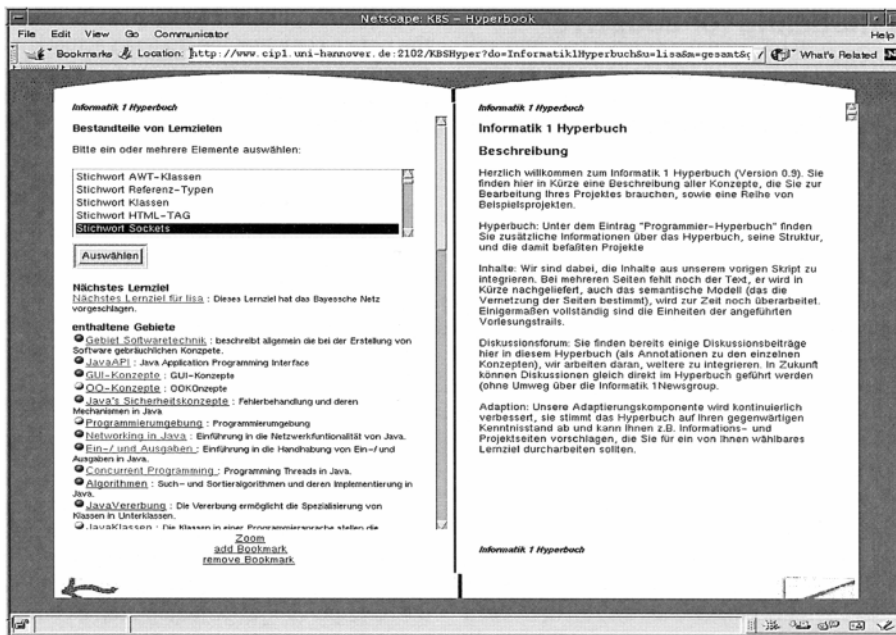 Netscape: KBS – Hyperbook
File Edit View Go Communicator Help
Bookmarks Location: http://www.cip1.uni-hannover.de:2102/KBSHyper?do=Informatik1Hyperbuch&u=lisa&m=gesamt& What's Related
Informatik 1 Hyperbuch
Bestandteile von Lernzielen
Bitte ein oder mehrere Elemente auswählen:
Stichwort AWT-Klassen
Stichwort Referenz-Typen
Stichwort Klassen
Stichwort HTML-TAG
Stichwort Sockets
Auswählen
Nächstes Lernziel
Nächstes Lernziel für lisa : Dieses Lernziel hat das Bayessche Netz
vorgeschlagen.
enthaltene Gebiete
Gebiet Softwaretechnik : beschreibt allgemein die bei der Erstellung von
Software gebräuchlichen Konzpete.
JavaAPI : Java Application Programming Interface
GUI-Konzepte : GUI-Konzepte
OO-Konzepte : OOKOnzepte
Java's Sicherheitskonzepte : Fehlerbehandlung und deren
Mechanismen in Java
Programmierumgebung : Programmierumgebung
Networking in Java : Einführung in die Netzwerkfuntionalität von Java.
Ein-/ und Ausgaben : Einführung in die Handhabung von Ein-/ und
Ausgaben in Java.
Concurrent Programming : Programming Threads in Java.
Algorithmen : Such- und Sortieralgorithmen und deren Implementierung in
Java.
JavaVererbung : Die Vererbung ermöglicht die Spezialisierung von
Klassen in Unterklassen.
JavaKlassen : Die Klassen in einer Programmiersprache stellen die
Zoom
add Bookmark
remove Bookmark
Informatik 1 Hyperbuch
Informatik 1 Hyperbuch
Beschreibung
Herzlich willkommen zum Informatik 1 Hyperbuch (Version 0.9). Sie
finden hier in Kürze eine Beschreibung aller Konzepte, die Sie zur
Bearbeitung Ihres Projektes brauchen, sowie eine Reihe von
Beispielsprojekten.
Hyperbuch: Unter dem Eintrag "Programmier-Hyperbuch" finden
Sie zusätzliche Informationen über das Hyperbuch, seine Struktur,
und die damit befaßten Projekte
Inhalte: Wir sind dabei, die Inhalte aus unserem vorigen Skript zu
integrieren. Bei mehreren Seiten fehlt noch der Text, er wird in
Kürze nachgeliefert, auch das semantische Modell (das die
Vernetzung der Seiten bestimmt), wird zur Zeit noch überarbeitet.
Einigermaßen vollständig sind die Einheiten der angeführten
Vorlesungstrails.
Diskussionsforum: Sie finden bereits einige Diskussionsbeiträge
hier in diesem Hyperbuch (als Annotationen zu den einzelnen
Konzepten), wir arbeiten daran, weitere zu integrieren. In Zukunft
können Diskussionen gleich direkt im Hyperbuch geführt werden
(ohne Umweg über die Informatik 1Newsgroup.
Adaption: Unsere Adaptierungskomponente wird kontinuierlich
verbessert, sie stimmt das Hyperbuch auf Ihren gegenwärtigen
Kenntnisstand ab und kann Ihnen z.B. Informations- und
Projektseiten vorschlagen, die Sie für ein von Ihnen wählbares
Lernziel durcharbeiten sollten.
Informatik 1 Hyperbuch